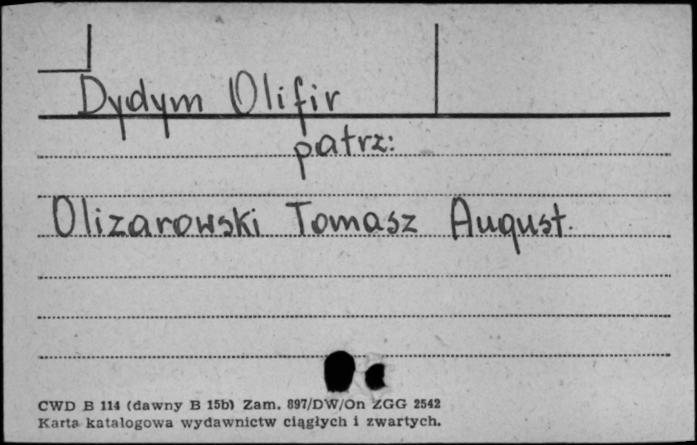 Dydym Olifir
patrz:
Olizarowski Tomasz August.
CWD B 114 (dawny B 15b) Zam. 897/DW/On ZGG 2542
Karta katalogowa wydawnictw ciągłych i zwartych.